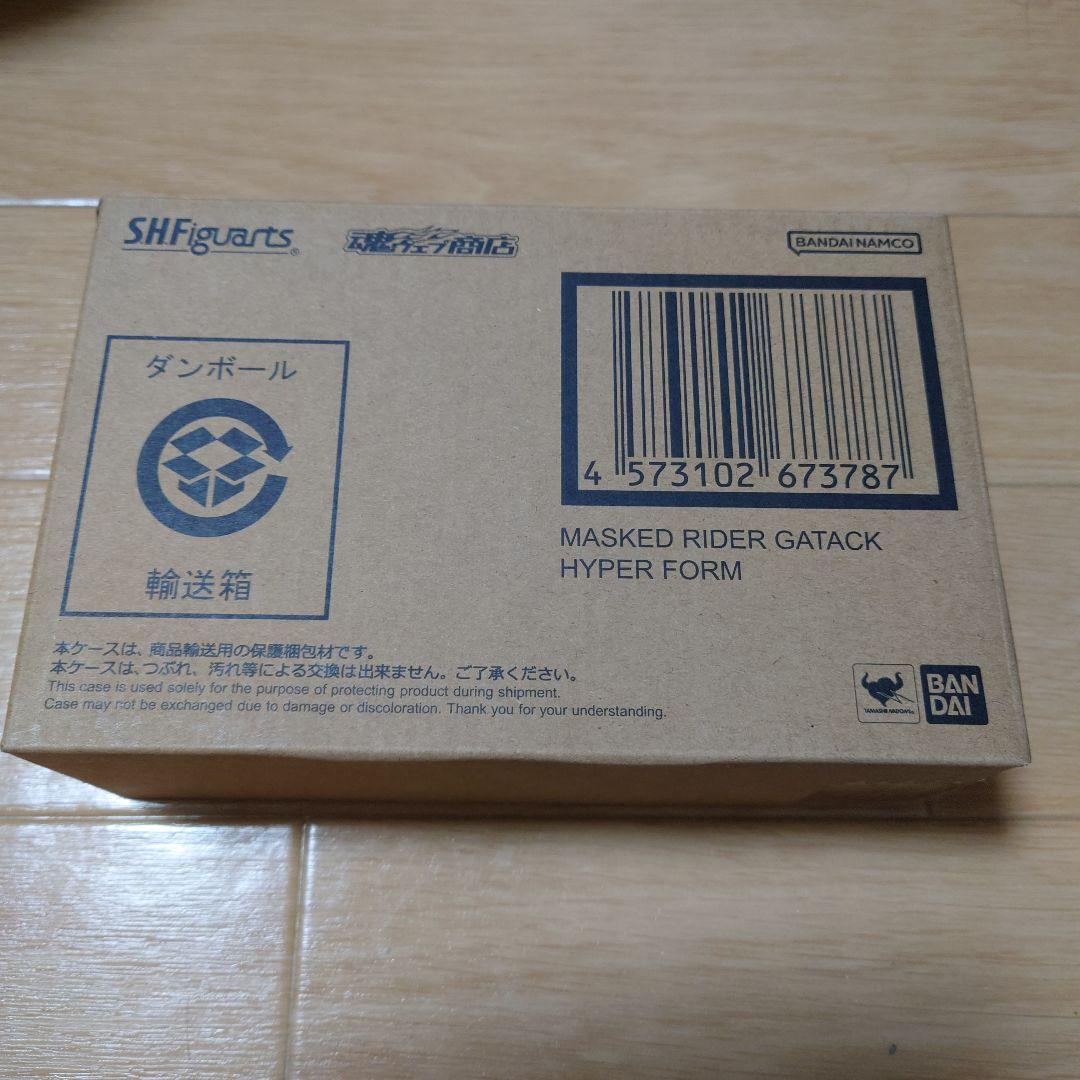 S.H.Figuarts®
魂ウェブ商店
BANDAI NAMCO
ダンボール
輸送箱
4 573102 673787
MASKED RIDER GATACK
HYPER FORM
本ケースは、商品輸送用の保護梱包材です。
本ケースは、つぶれ、汚れ等による交換は出来ません。ご了承ください。
This case is used solely for the purpose of protecting product during shipment.
Case may not be exchanged due to damage or discoloration. Thank you for your understanding.
TAMASHII NATIONS
BAN
DAI